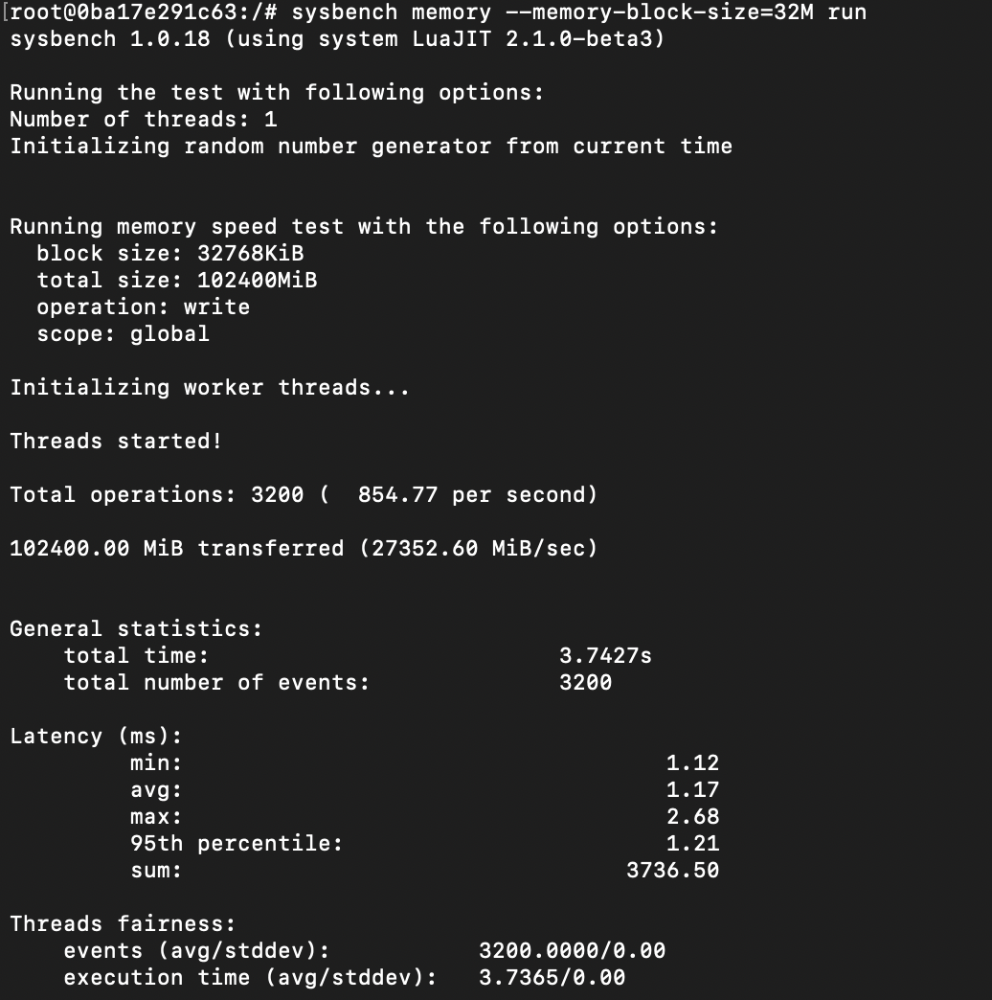 [root@0ba17e291c63:/# sysbench memory --memory-block-size=32M run
sysbench 1.0.18 (using system LuaJIT 2.1.0-beta3)

Running the test with following options:
Number of threads: 1
Initializing random number generator from current time


Running memory speed test with the following options:
  block size: 32768KiB
  total size: 102400MiB
  operation: write
  scope: global

Initializing worker threads...

Threads started!

Total operations: 3200 (  854.77 per second)

102400.00 MiB transferred (27352.60 MiB/sec)


General statistics:
    total time:                          3.7427s
    total number of events:              3200

Latency (ms):
         min:                                    1.12
         avg:                                    1.17
         max:                                    2.68
         95th percentile:                        1.21
         sum:                                 3736.50

Threads fairness:
    events (avg/stddev):           3200.0000/0.00
    execution time (avg/stddev):   3.7365/0.00